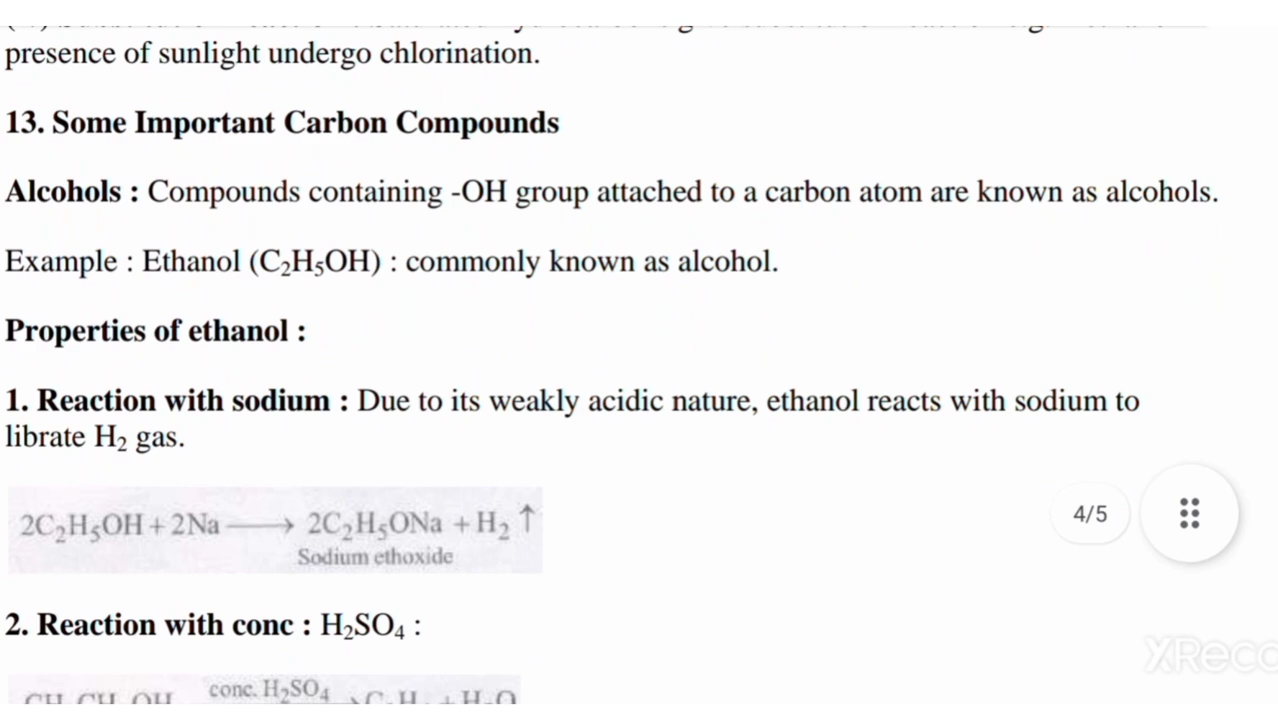 presence of sunlight undergo chlorination.
13. Some Important Carbon Compounds
Alcohols : Compounds containing -OH group attached to a carbon atom are known as alcohols.
Example : Ethanol (C₂H₅OH) : commonly known as alcohol.
Properties of ethanol :
1. Reaction with sodium : Due to its weakly acidic nature, ethanol reacts with sodium to
librate H₂ gas.
2C₂H₅OH + 2Na ⟶ 2C₂H₅ONa + H₂ ↑
Sodium ethoxide
4/5
2. Reaction with conc : H₂SO₄ :
XRec
conc. H₂SO₄